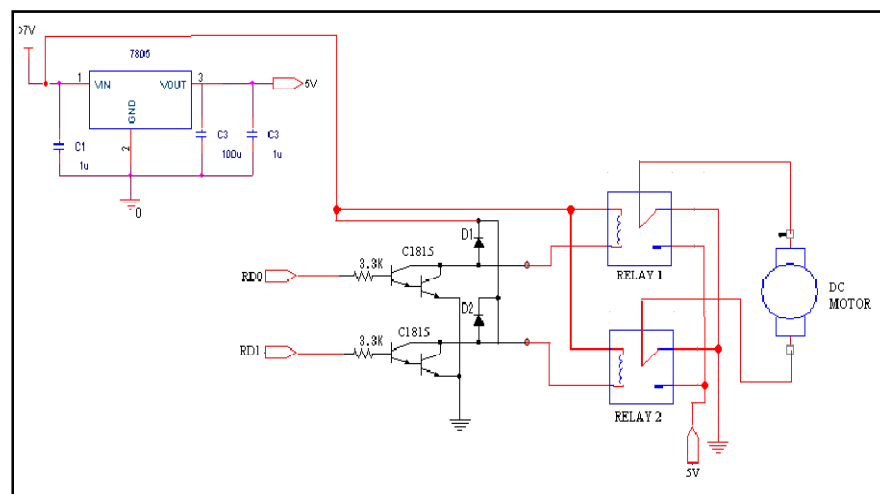 >7V
7805
1
VIN
VOUT
3
5V
GND
2
C1
1u
C3
100u
C3
1u
0
D1
C1815
3.3K
RD0
RELAY 1
DC
MOTOR
D2
C1815
3.3K
RD1
RELAY 2
5V